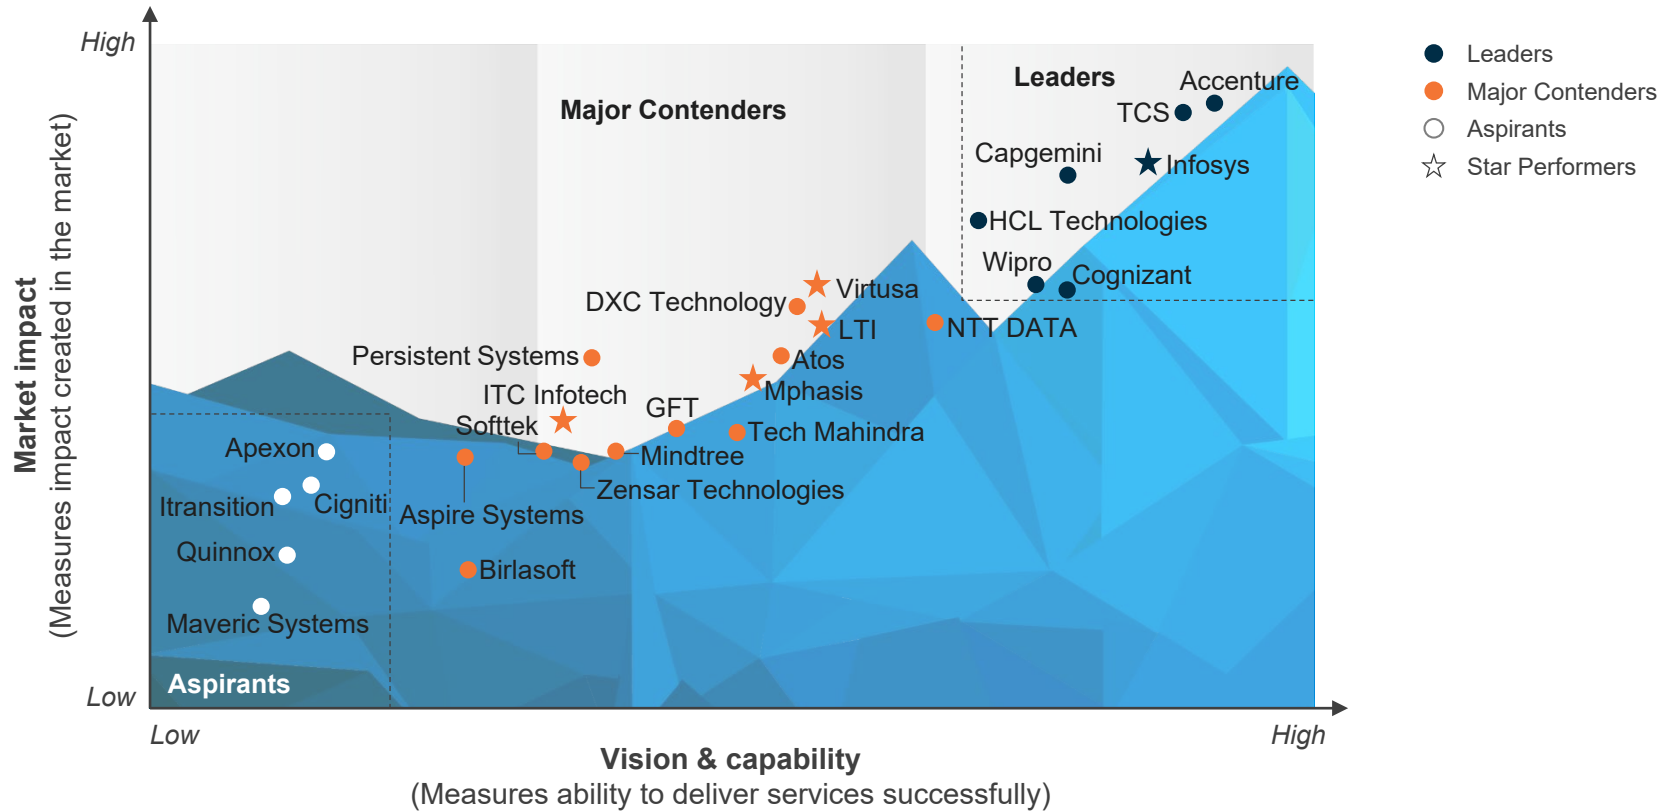 High
Market impact
(Measures impact created in the market)
Low
Major Contenders
Leaders
Accenture
TCS
Capgemini
Infosys
HCL Technologies
Wipro
Cognizant
Virtusa
DXC Technology
LTI
NTT DATA
Persistent Systems
Atos
ITC Infotech
Mphasis
GFT
Softtek
Tech Mahindra
Apexon
Mindtree
Zensar Technologies
Itransition
Cigniti
Aspire Systems
Quinnox
Birlasoft
Maveric Systems
Aspirants
Low
High
Vision & capability
(Measures ability to deliver services successfully)
Leaders
Major Contenders
Aspirants
Star Performers